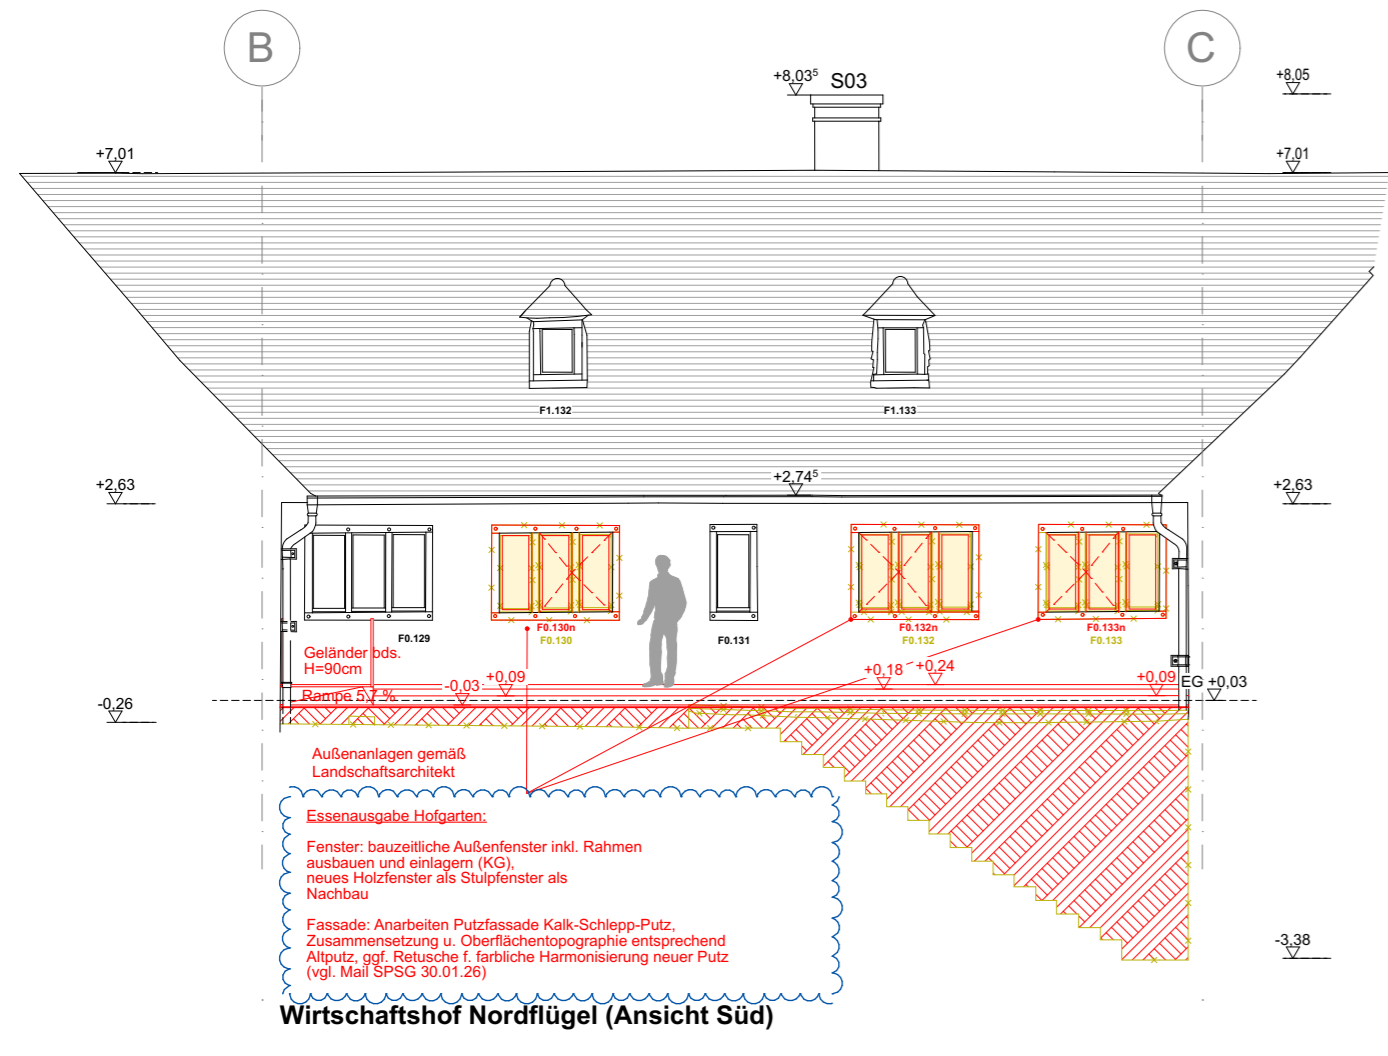 B
C
+8,03⁵
S03
+8,05
+7,01
+7,01
F1.132
F1.133
+2,63
+2,74⁵
+2,63
F0.129
F0.130n
F0.130
F0.131
F0.132n
F0.132
F0.133n
F0.133
Geländer bds.
H=90cm
Rampe 5,7 %
-0,03
+0,09
+0,18
+0,24
+0,09
EG +0,03
-0,26
Außenanlagen gemäß
Landschaftsarchitekt
Essenausgabe Hofgarten:
Fenster: bauzeitliche Außenfenster inkl. Rahmen
ausbauen und einlagern (KG),
neues Holzfenster als Stulpfenster als
Nachbau
Fassade: Anarbeiten Putzfassade Kalk-Schlepp-Putz,
Zusammensetzung u. Oberflächentopographie entsprechend
Altputz, ggf. Retusche f. farbliche Harmonisierung neuer Putz
(vgl. Mail SPSG 30.01.26)
-3,38
Wirtschaftshof Nordflügel (Ansicht Süd)